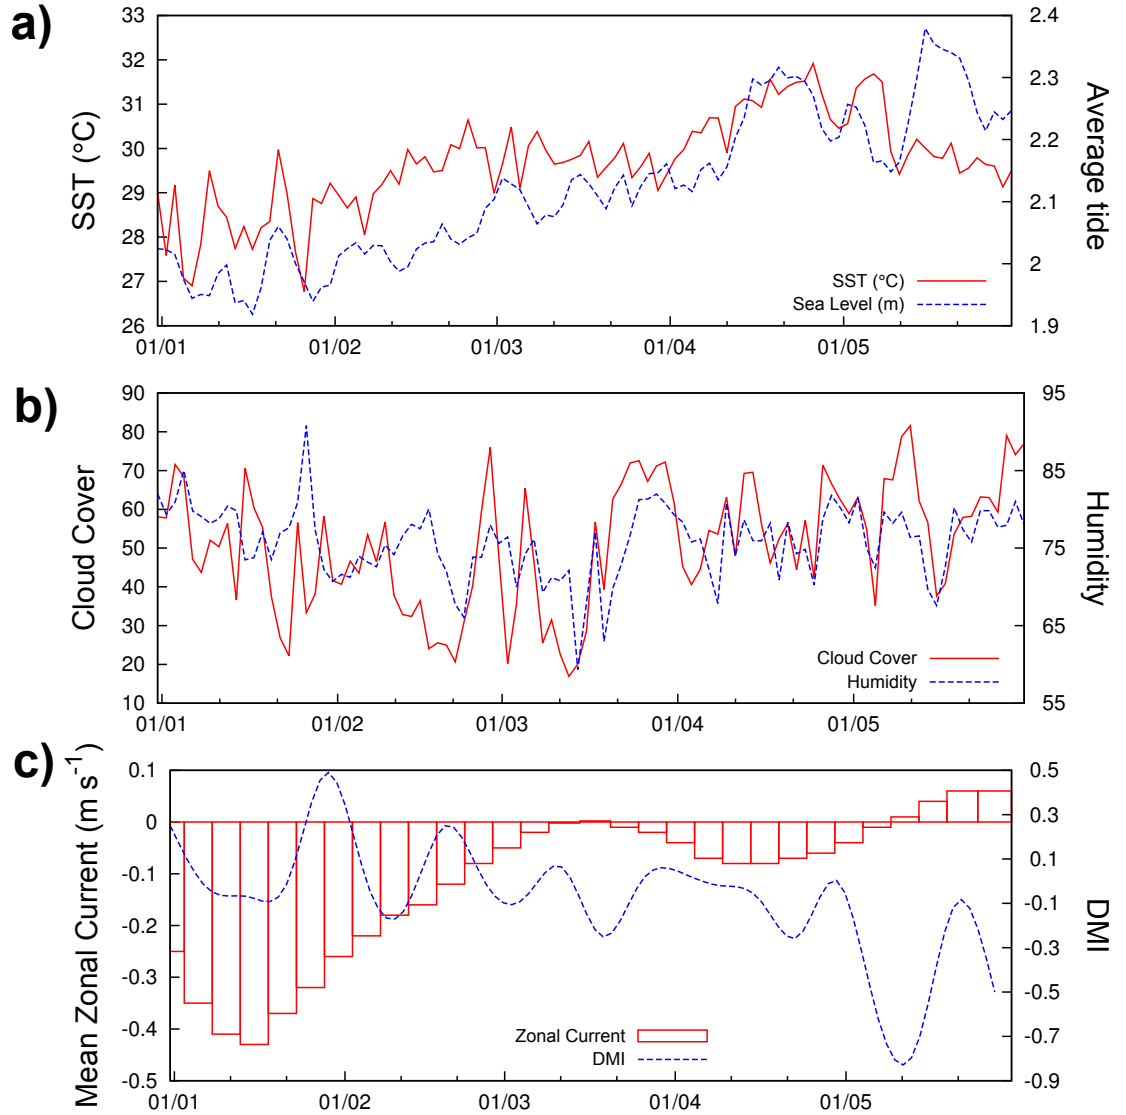 a)
SST (°C)
33
32
31
30
29
28
27
26
2.4
2.3
2.2
2.1
2
1.9
Average tide
SST (°C)
Sea Level (m)
01/01 01/02 01/03 01/04 01/05
b)
Cloud Cover
90
80
70
60
50
40
30
20
10
95
85
75
65
55
Humidity
Cloud Cover
Humidity
01/01 01/02 01/03 01/04 01/05
c)
Mean Zonal Current (m s⁻¹)
0.1
0
-0.1
-0.2
-0.3
-0.4
-0.5
0.5
0.3
0.1
-0.1
-0.3
-0.5
-0.7
-0.9
DMI
Zonal Current
DMI
01/01 01/02 01/03 01/04 01/05